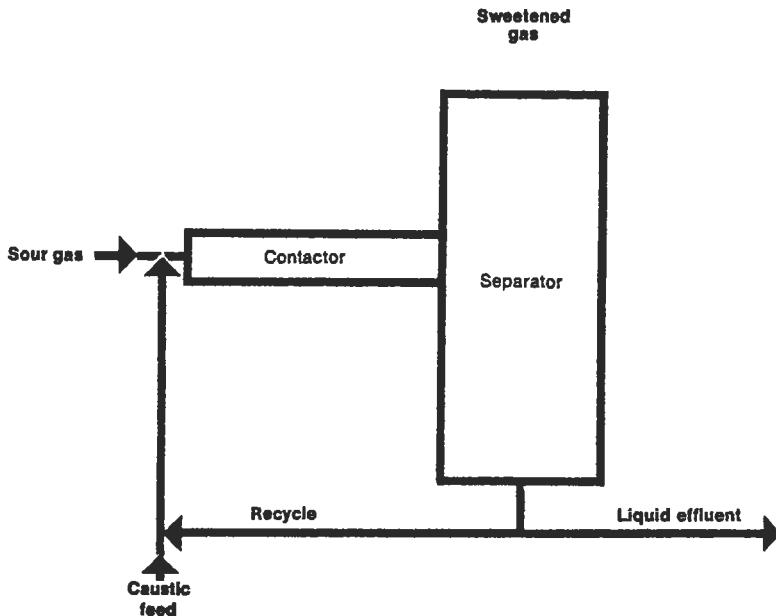 Sweetened
gas
Sour gas
Contactor
Separator
Recycle
Liquid effluent
Caustic
feed